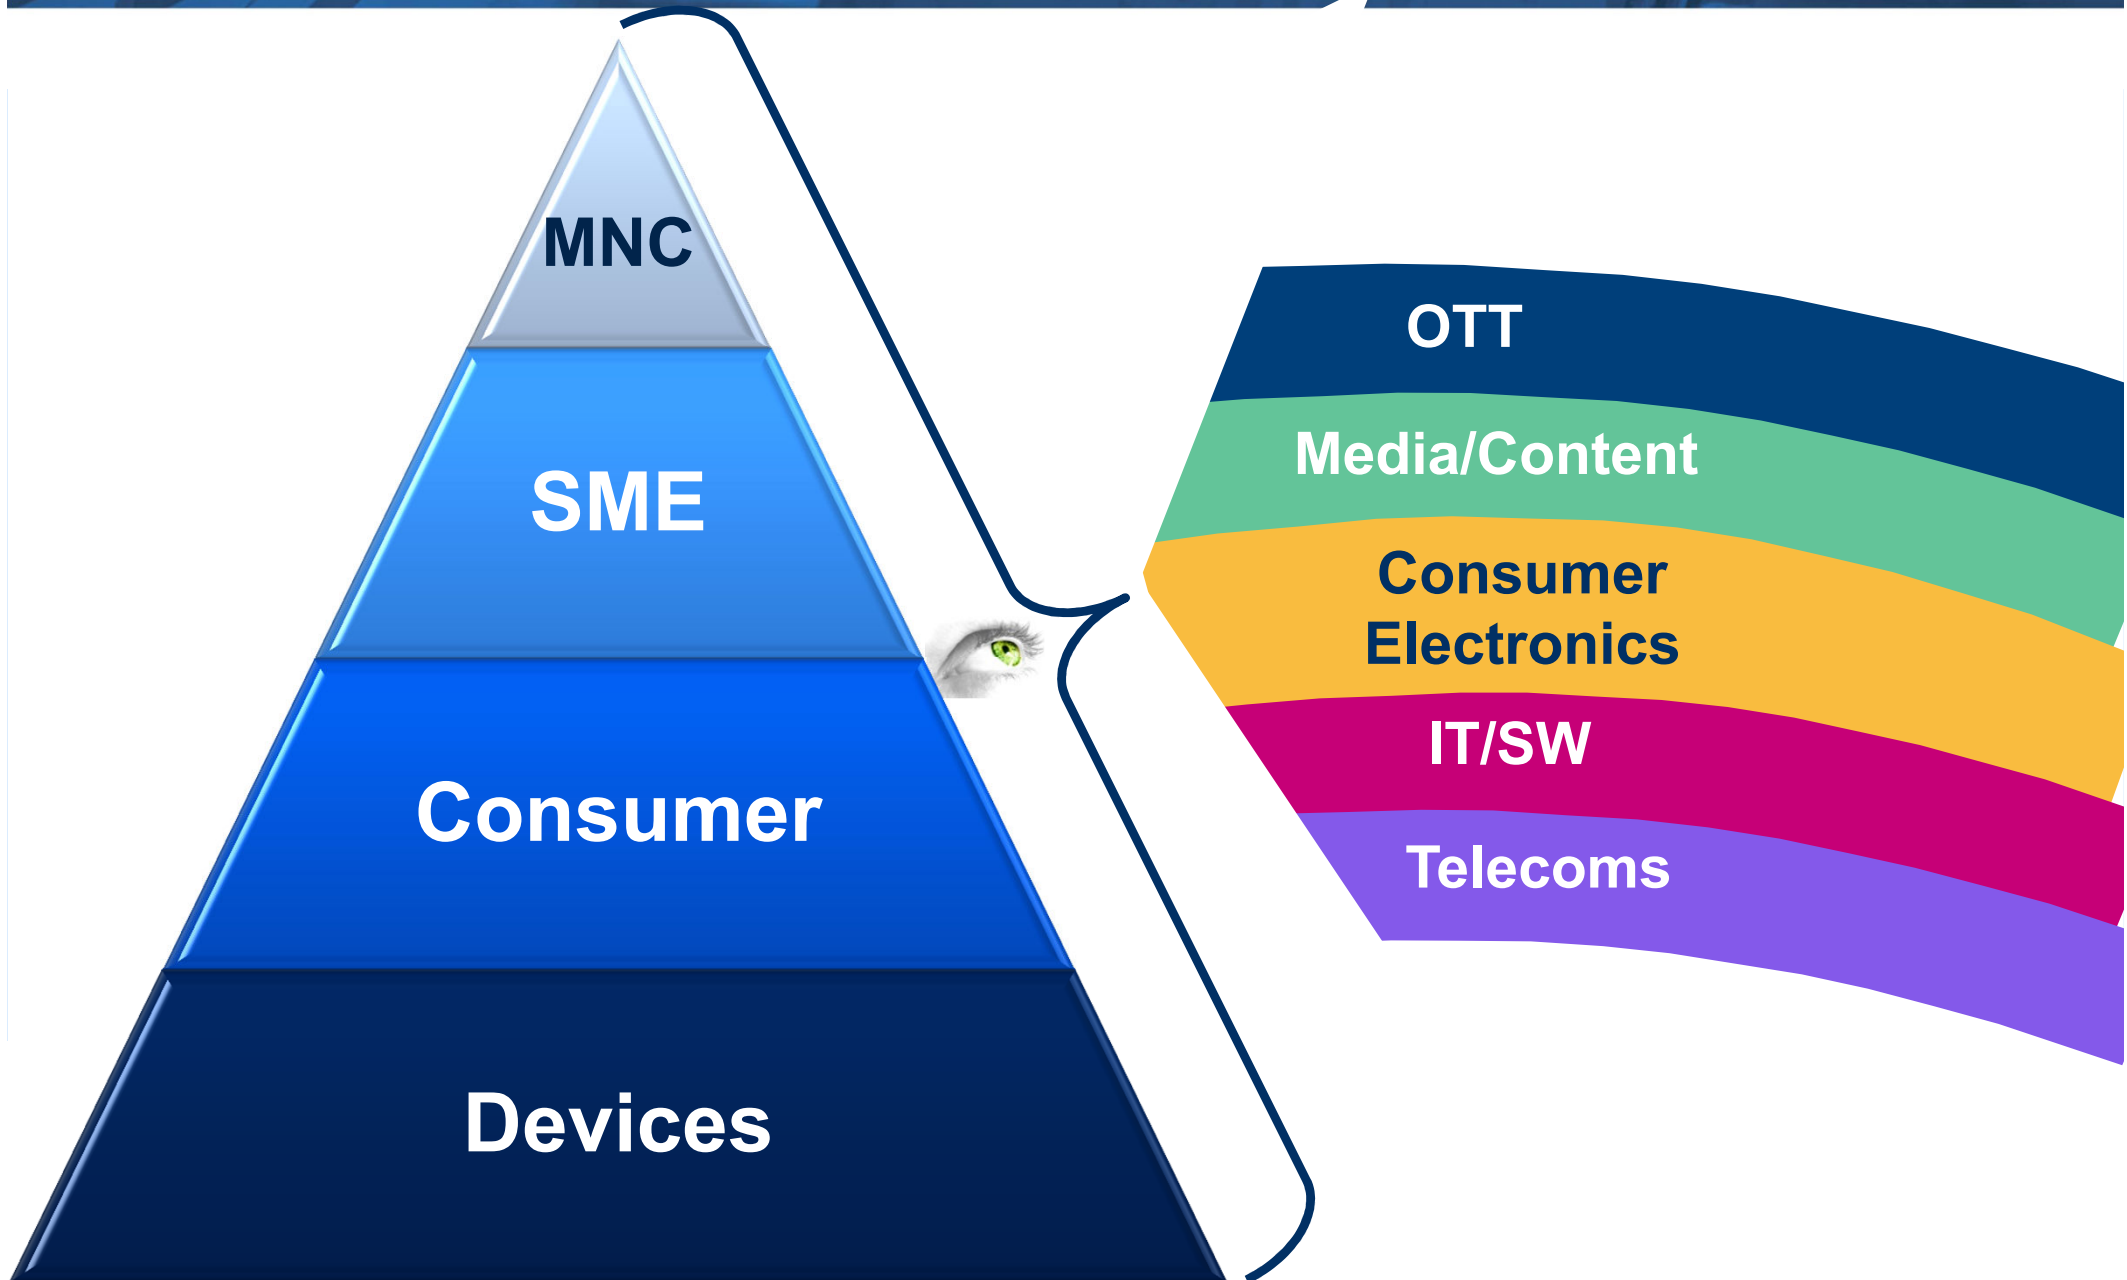 MNC
SME
Consumer
Devices
OTT
Media/Content
Consumer
Electronics
IT/SW
Telecoms